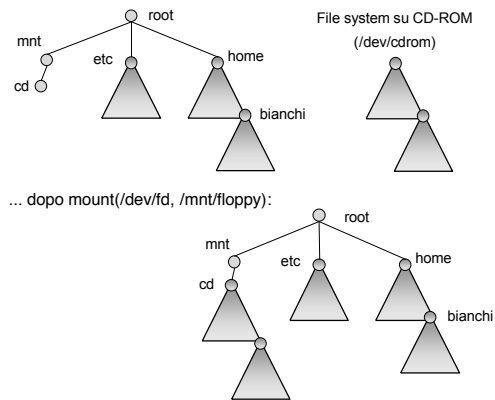 root
File system su CD-ROM
(/dev/cdrom)
mnt
etc
home
cd
bianchi
... dopo mount(/dev/fd, /mnt/floppy):
root
mnt
etc
home
cd
bianchi